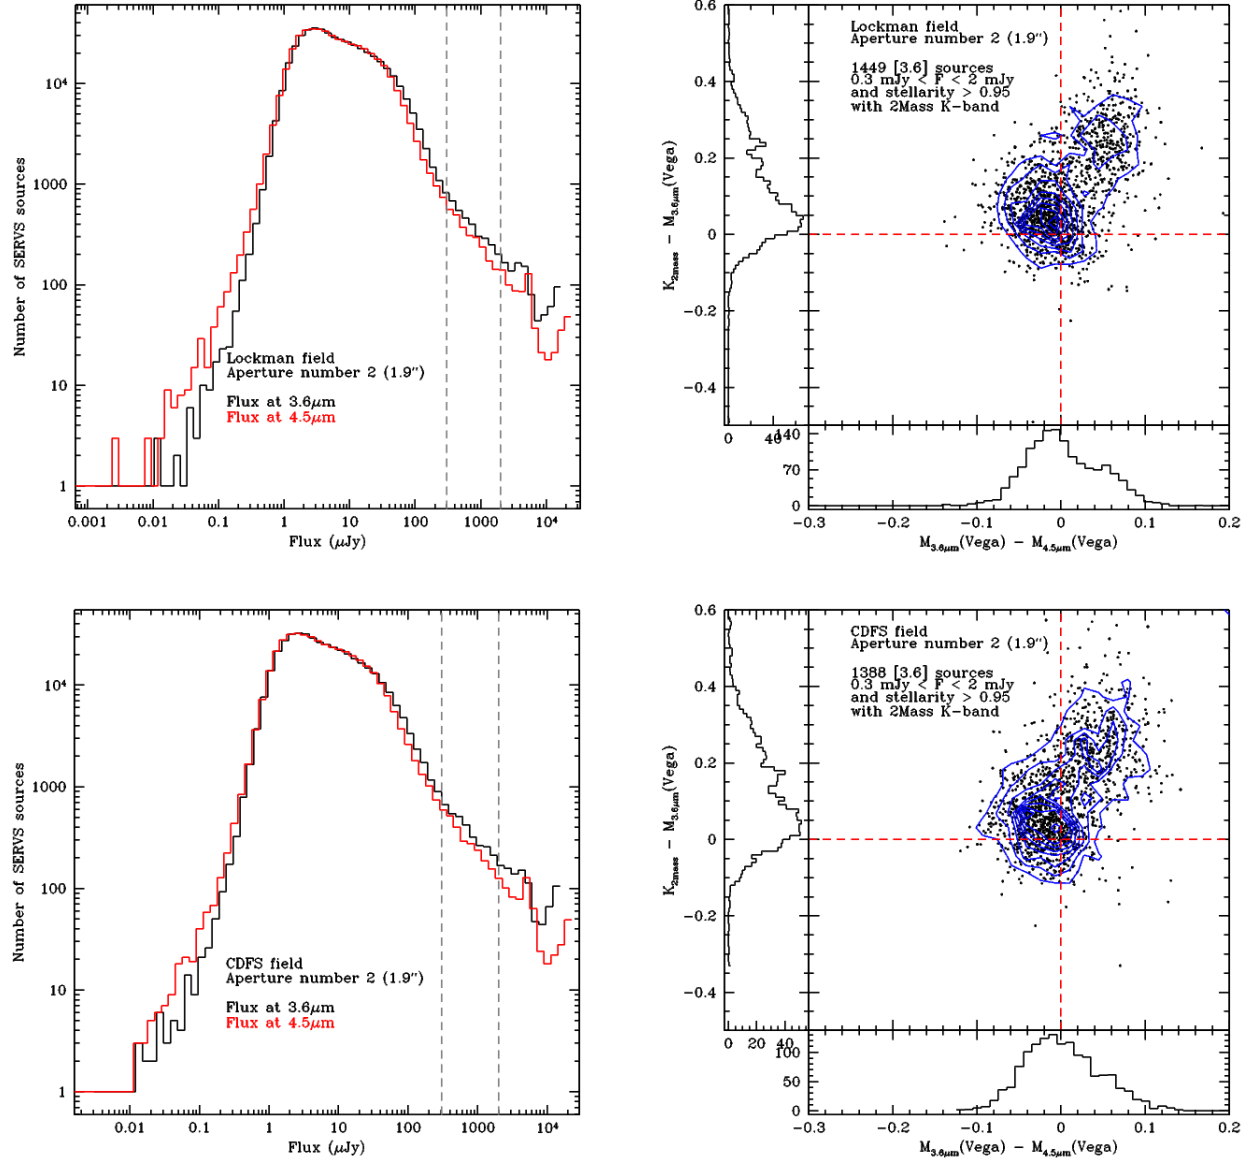 Number of SERVS sources
10⁴
1000
100
10
1
Lockman field
Aperture number 2 (1.9″)
Flux at 3.6μm
Flux at 4.5μm
0.001 0.01 0.1 1 10 100 1000 10⁴
Flux (μJy)
K2mass − M3.6μm(Vega)
0.6
0.4
0.2
0
−0.2
−0.4
Lockman field
Aperture number 2 (1.9″)
1449 [3.6] sources
0.3 mJy < F < 2 mJy
and stellarity > 0.95
with 2Mass K−band
0 40
140
70
0
−0.3 −0.2 −0.1 0 0.1 0.2
M3.6μm(Vega) − M4.5μm(Vega)
Number of SERVS sources
10⁴
1000
100
10
1
CDFS field
Aperture number 2 (1.9″)
Flux at 3.6μm
Flux at 4.5μm
0.01 0.1 1 10 100 1000 10⁴
Flux (μJy)
K2mass − M3.6μm(Vega)
0.6
0.4
0.2
0
−0.2
−0.4
CDFS field
Aperture number 2 (1.9″)
1388 [3.6] sources
0.3 mJy < F < 2 mJy
and stellarity > 0.95
with 2Mass K−band
0 20 40
100
50
0
−0.3 −0.2 −0.1 0 0.1 0.2
M3.6μm(Vega) − M4.5μm(Vega)